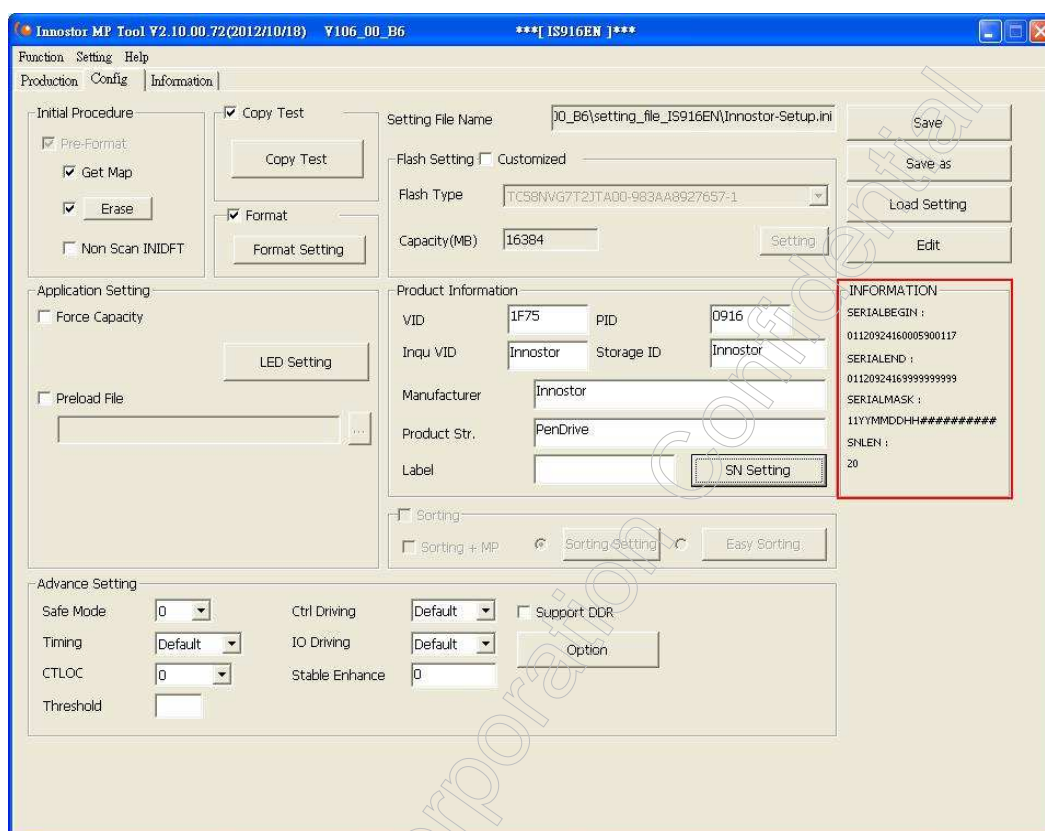 Innostor MP Tool V2.10.00.72(2012/10/18) V106_00_B6 ***[ IS916EN ]***
Function Setting Help
Production Config Information
Initial Procedure
Pre-Format
Get Map
Erase
Non Scan INIDFT
Copy Test
Copy Test
Format
Format Setting
Setting File Name
00_B6\setting_file_IS916EN\Innostor-Setup.ini
Flash Setting Customized
Flash Type TC58NVG7T2JTA00-983AA8927657-1
Capacity(MB) 16384 Setting
Save
Save as
Load Setting
Edit
Application Setting
Force Capacity
LED Setting
Preload File
...
Product Information
VID 1F75 PID 0916
Inqu VID Innostor Storage ID Innostor
Manufacturer Innostor
Product Str. PenDrive
Label SN Setting
INFORMATION
SERIALBEGIN :
01120924160005900117
SERIALEND :
01120924169999999999
SERIALMASK :
11YYMMDDHH##########
SNLEN :
20
Sorting
Sorting + MP Sorting Setting Easy Sorting
Advance Setting
Safe Mode 0 Ctrl Driving Default Support DDR
Timing Default IO Driving Default Option
CTLOC 0 Stable Enhance 0
Threshold
orporation Confidential